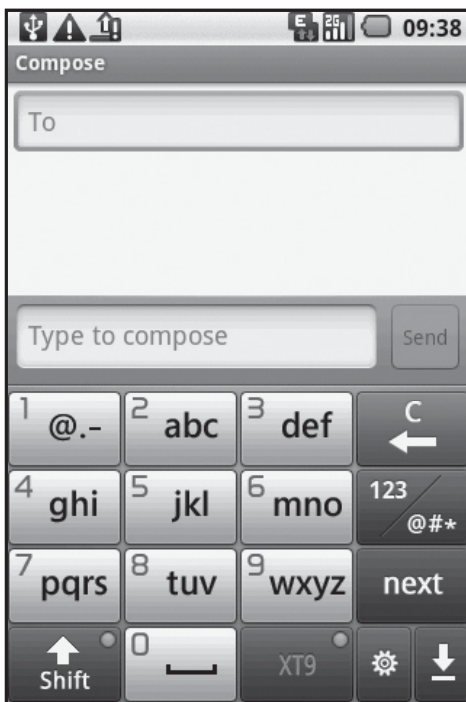 E 2G 09:38
Compose
To
Type to compose Send
1 @.- 2 abc 3 def C
4 ghi 5 jkl 6 mno 123
@#*
7 pqrs 8 tuv 9 wxyz next
Shift 0 XT9